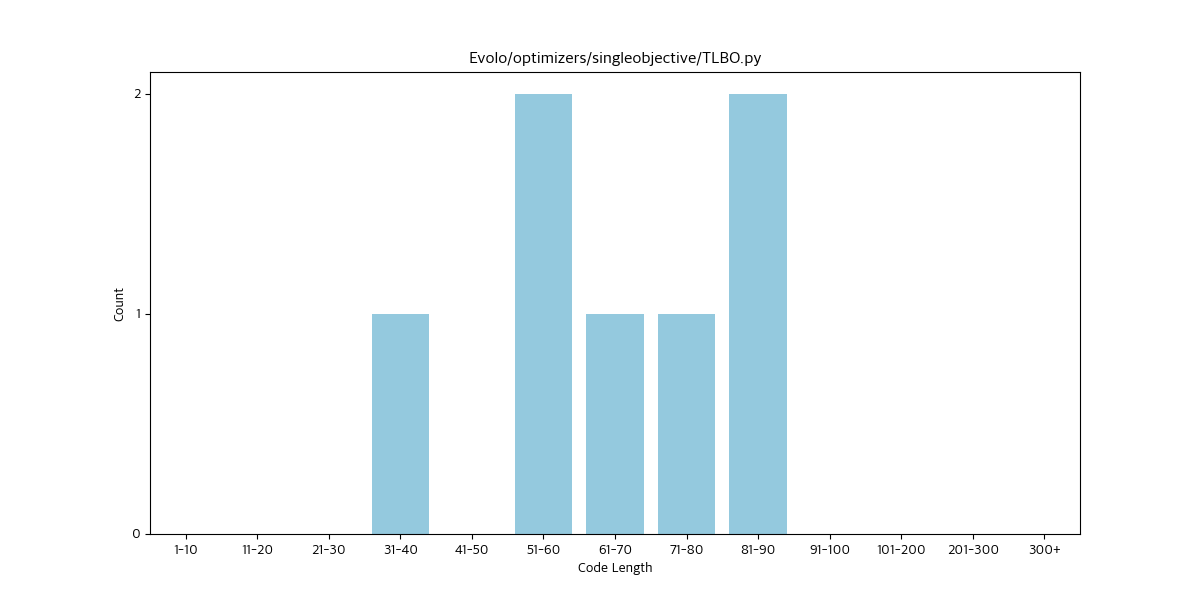 Evolo/optimizers/singleobjective/TLBO.py
2
1
0
Count
1-10 11-20 21-30 31-40 41-50 51-60 61-70 71-80 81-90 91-100 101-200 201-300 300+
Code Length